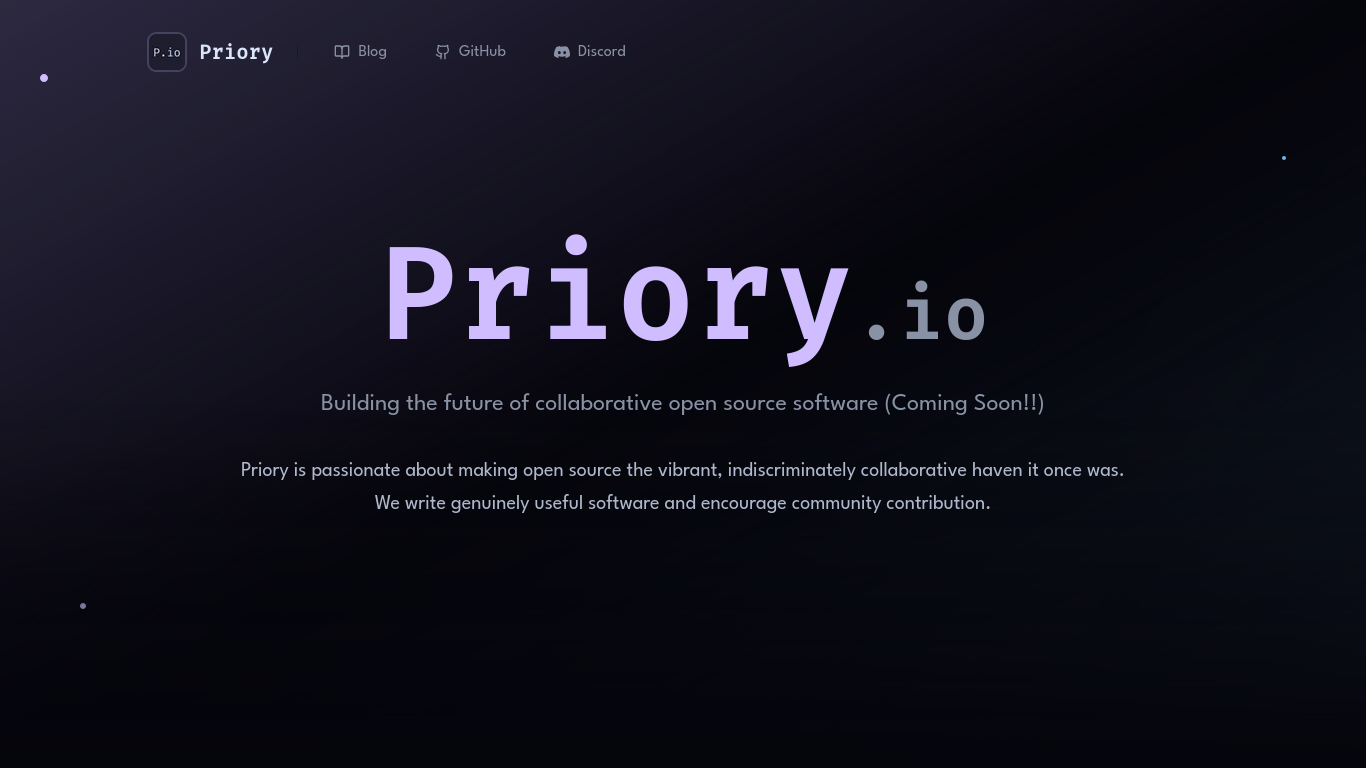 P.io Priory Blog GitHub Discord
Priory.io
Building the future of collaborative open source software (Coming Soon!!)
Priory is passionate about making open source the vibrant, indiscriminately collaborative haven it once was.
We write genuinely useful software and encourage community contribution.